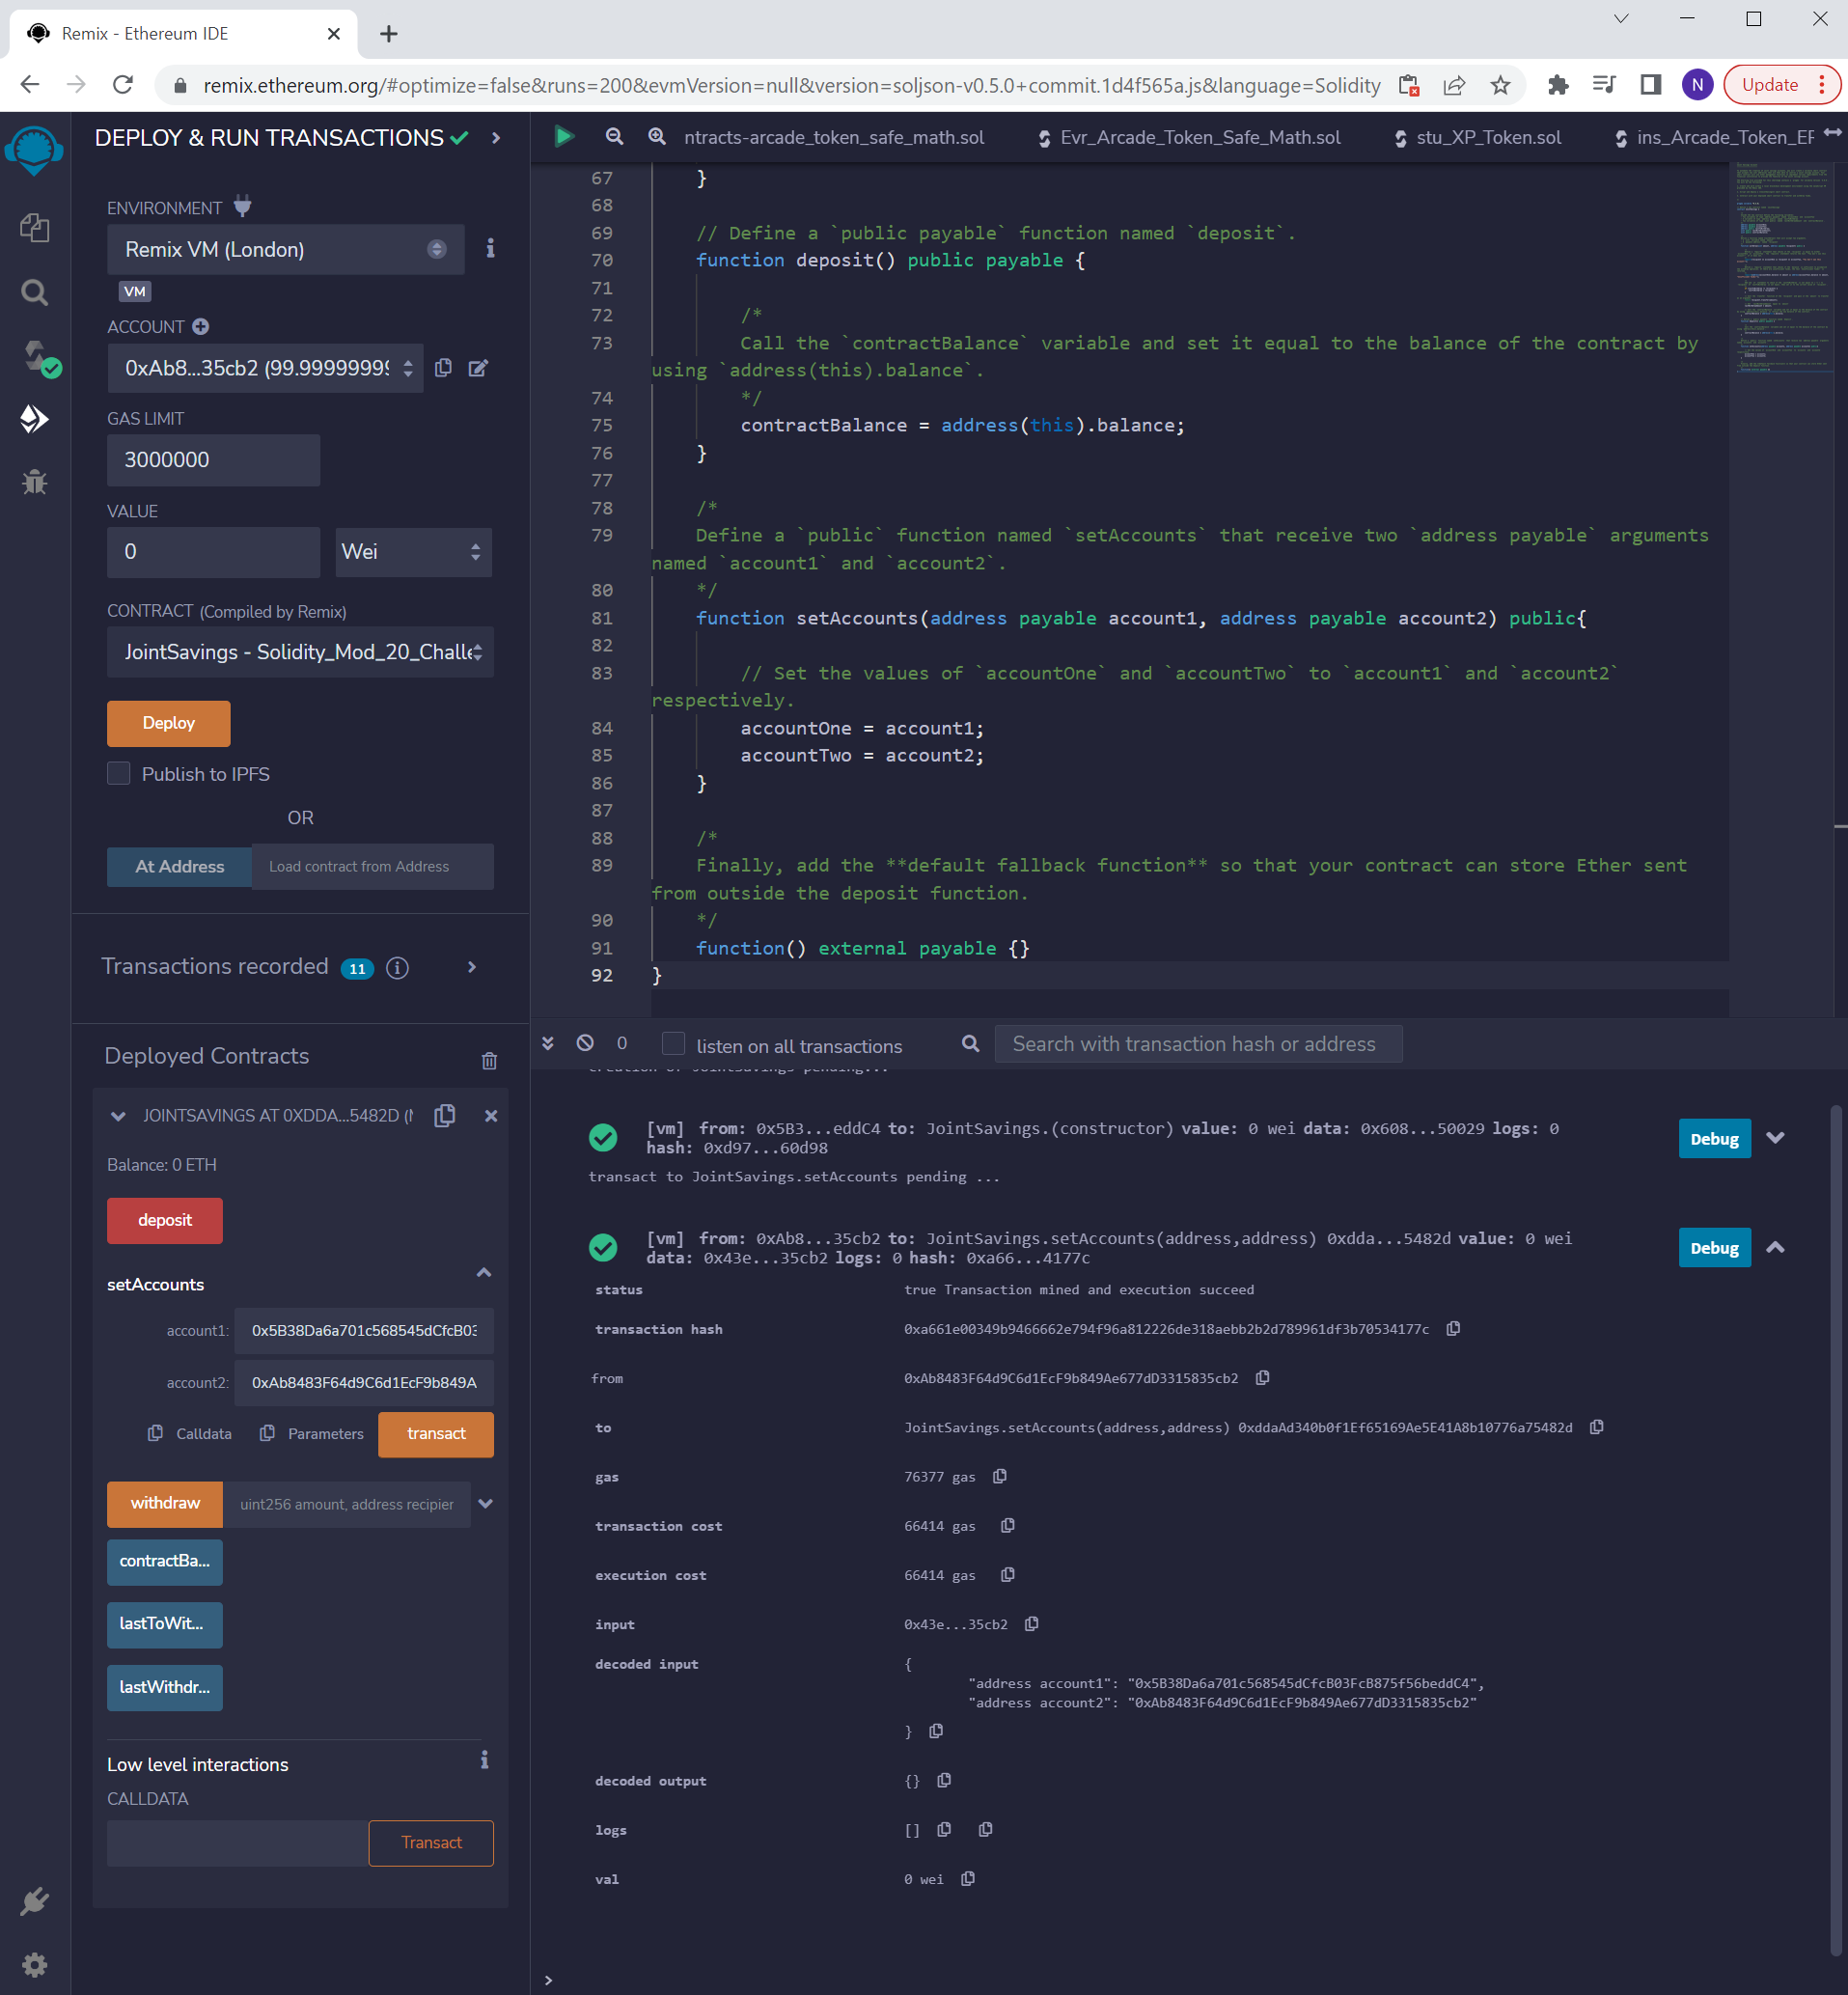 Remix - Ethereum IDE
remix.ethereum.org/#optimize=false&runs=200&evmVersion=null&version=soljson-v0.5.0+commit.1d4f565a.js&language=Solidity
N
Update
DEPLOY & RUN TRANSACTIONS
ENVIRONMENT
Remix VM (London)
VM
ACCOUNT
0xAb8...35cb2 (99.99999999
GAS LIMIT
3000000
VALUE
0
Wei
CONTRACT (Compiled by Remix)
JointSavings - Solidity_Mod_20_Challe
Deploy
Publish to IPFS
OR
At Address
Load contract from Address
Transactions recorded 11
Deployed Contracts
JOINTSAVINGS AT 0XDDA...5482D
Balance: 0 ETH
deposit
setAccounts
account1: 0x5B38Da6a701c568545dCfcB03
account2: 0xAb8483F64d9C6d1EcF9b849A
Calldata
Parameters
transact
withdraw
uint256 amount, address recipier
contractBa...
lastToWit...
lastWithdr...
Low level interactions
CALLDATA
Transact
ntracts-arcade_token_safe_math.sol
Evr_Arcade_Token_Safe_Math.sol
stu_XP_Token.sol
ins_Arcade_Token_EF
67 }
68
69 // Define a `public payable` function named `deposit`.
70 function deposit() public payable {
71
72 /*
73 Call the `contractBalance` variable and set it equal to the balance of the contract by
using `address(this).balance`.
74 */
75 contractBalance = address(this).balance;
76 }
77
78 /*
79 Define a `public` function named `setAccounts` that receive two `address payable` arguments
named `account1` and `account2`.
80 */
81 function setAccounts(address payable account1, address payable account2) public{
82
83 // Set the values of `accountOne` and `accountTwo` to `account1` and `account2`
respectively.
84 accountOne = account1;
85 accountTwo = account2;
86 }
87
88 /*
89 Finally, add the **default fallback function** so that your contract can store Ether sent
from outside the deposit function.
90 */
91 function() external payable {}
92 }
0
listen on all transactions
Search with transaction hash or address
creation of JointSavings pending...
[vm] from: 0x5B3...eddC4 to: JointSavings.(constructor) value: 0 wei data: 0x608...50029 logs: 0
hash: 0xd97...60d98
Debug
transact to JointSavings.setAccounts pending ...
[vm] from: 0xAb8...35cb2 to: JointSavings.setAccounts(address,address) 0xdda...5482d value: 0 wei
data: 0x43e...35cb2 logs: 0 hash: 0xa66...4177c
Debug
status true Transaction mined and execution succeed
transaction hash 0xa661e00349b9466662e794f96a812226de318aebb2b2d789961df3b70534177c
from 0xAb8483F64d9C6d1EcF9b849Ae677dD3315835cb2
to JointSavings.setAccounts(address,address) 0xddaAd340b0f1Ef65169Ae5E41A8b10776a75482d
gas 76377 gas
transaction cost 66414 gas
execution cost 66414 gas
input 0x43e...35cb2
decoded input {
"address account1": "0x5B38Da6a701c568545dCfcB03FcB875f56beddC4",
"address account2": "0xAb8483F64d9C6d1EcF9b849Ae677dD3315835cb2"
}
decoded output {}
logs []
val 0 wei
>